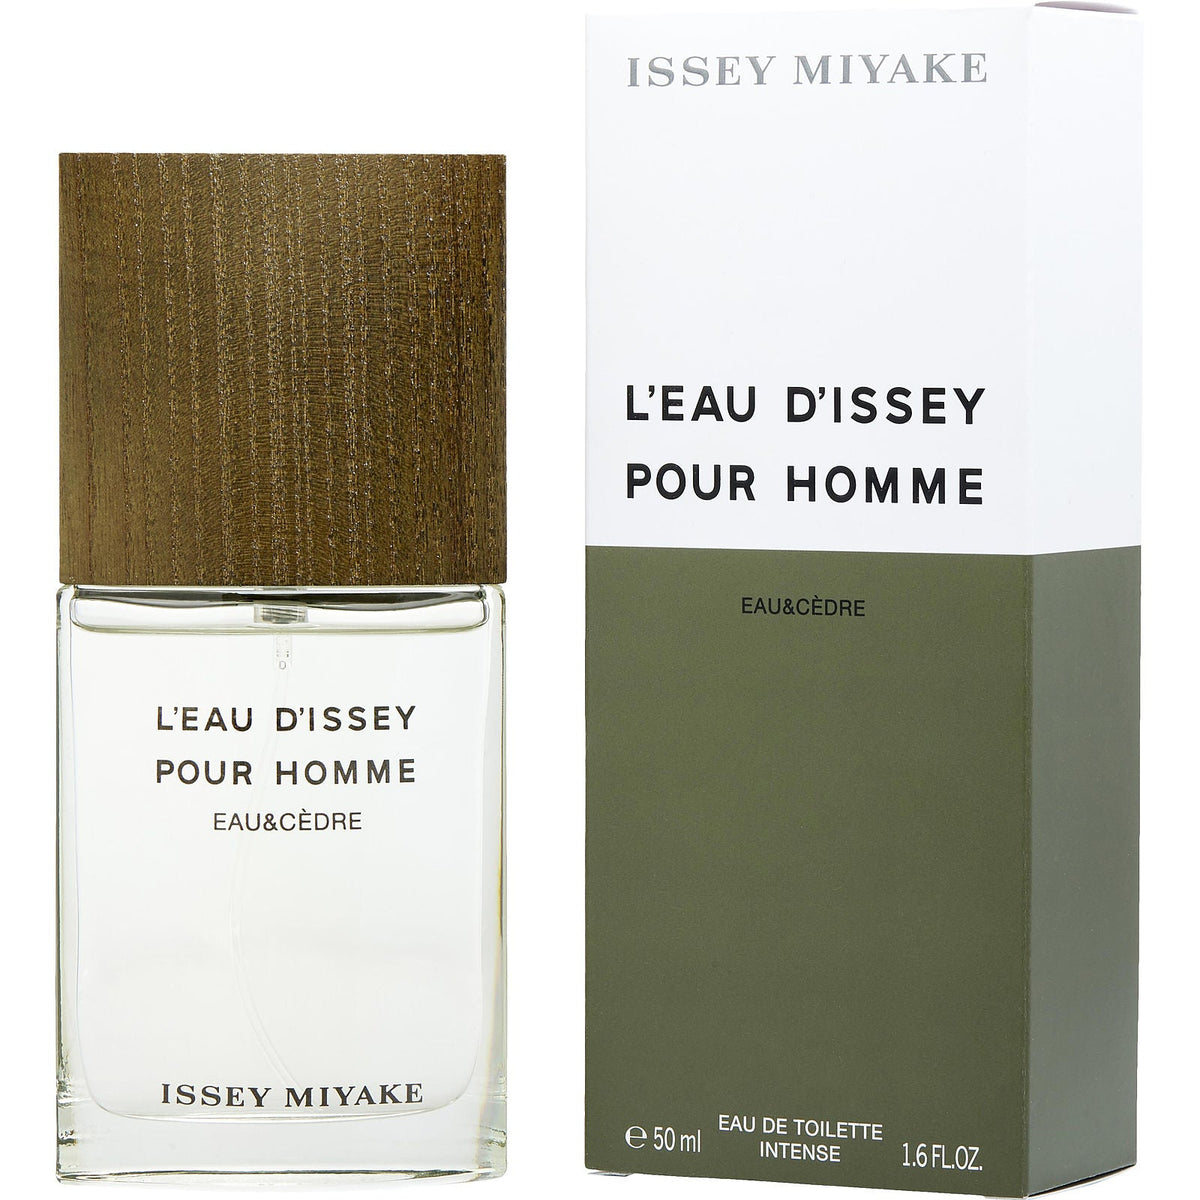 L'EAU D'ISSEY
POUR HOMME
EAU&CÈDRE
ISSEY MIYAKE
ISSEY MIYAKE
L'EAU D'ISSEY
POUR HOMME
EAU&CÈDRE
℮ 50 ml
EAU DE TOILETTE
INTENSE
1.6 FL.OZ.